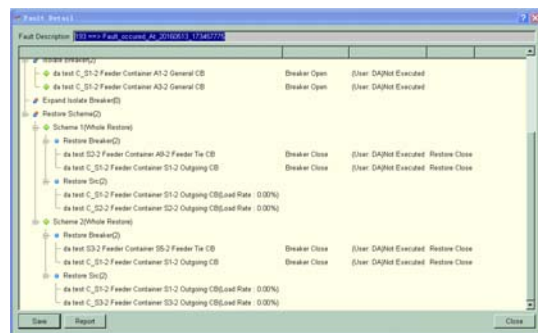 Fault Detail
Fault Description 193 ==> Fault_occured_At_20160513_173457775
Isolate Breaker(2)
da test C_S1-2 Feeder Container A1-2 General CB Breaker Open (User: DA)Not Executed
da test C_S1-2 Feeder Container A3-2 General CB Breaker Open (User: DA)Not Executed
Expand Isolate Breaker(0)
Restore Scheme(2)
Scheme 1(Whole Restore)
Restore Breaker(2)
da test S2-2 Feeder Container A9-2 Feeder Tie CB Breaker Close (User: DA)Not Executed Restore Close
da test C_S1-2 Feeder Container S1-2 Outgoing CB Breaker Close (User: DA)Not Executed Restore Close
Restore Src(2)
da test C_S1-2 Feeder Container S1-2 Outgoing CB(Load Rate : 0.00%)
da test C_S2-2 Feeder Container S2-2 Outgoing CB(Load Rate : 0.00%)
Scheme 2(Whole Restore)
Restore Breaker(2)
da test S3-2 Feeder Container S5-2 Feeder Tie CB Breaker Close (User: DA)Not Executed Restore Close
da test C_S1-2 Feeder Container S1-2 Outgoing CB Breaker Close (User: DA)Not Executed Restore Close
Restore Src(2)
da test C_S1-2 Feeder Container S1-2 Outgoing CB(Load Rate : 0.00%)
da test C_S3-2 Feeder Container S3-2 Outgoing CB(Load Rate : 0.00%)
Save Report Close